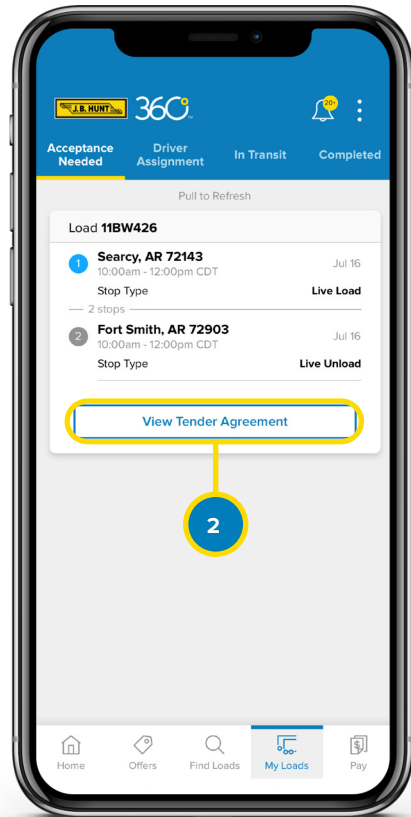 J.B. HUNT 360°
20+
Acceptance Needed
Driver Assignment
In Transit
Completed
Pull to Refresh
Load 11BW426
1 Searcy, AR 72143 Jul 16
10:00am - 12:00pm CDT
Stop Type Live Load
2 stops
2 Fort Smith, AR 72903 Jul 16
10:00am - 12:00pm CDT
Stop Type Live Unload
View Tender Agreement
2
Home Offers Find Loads My Loads Pay